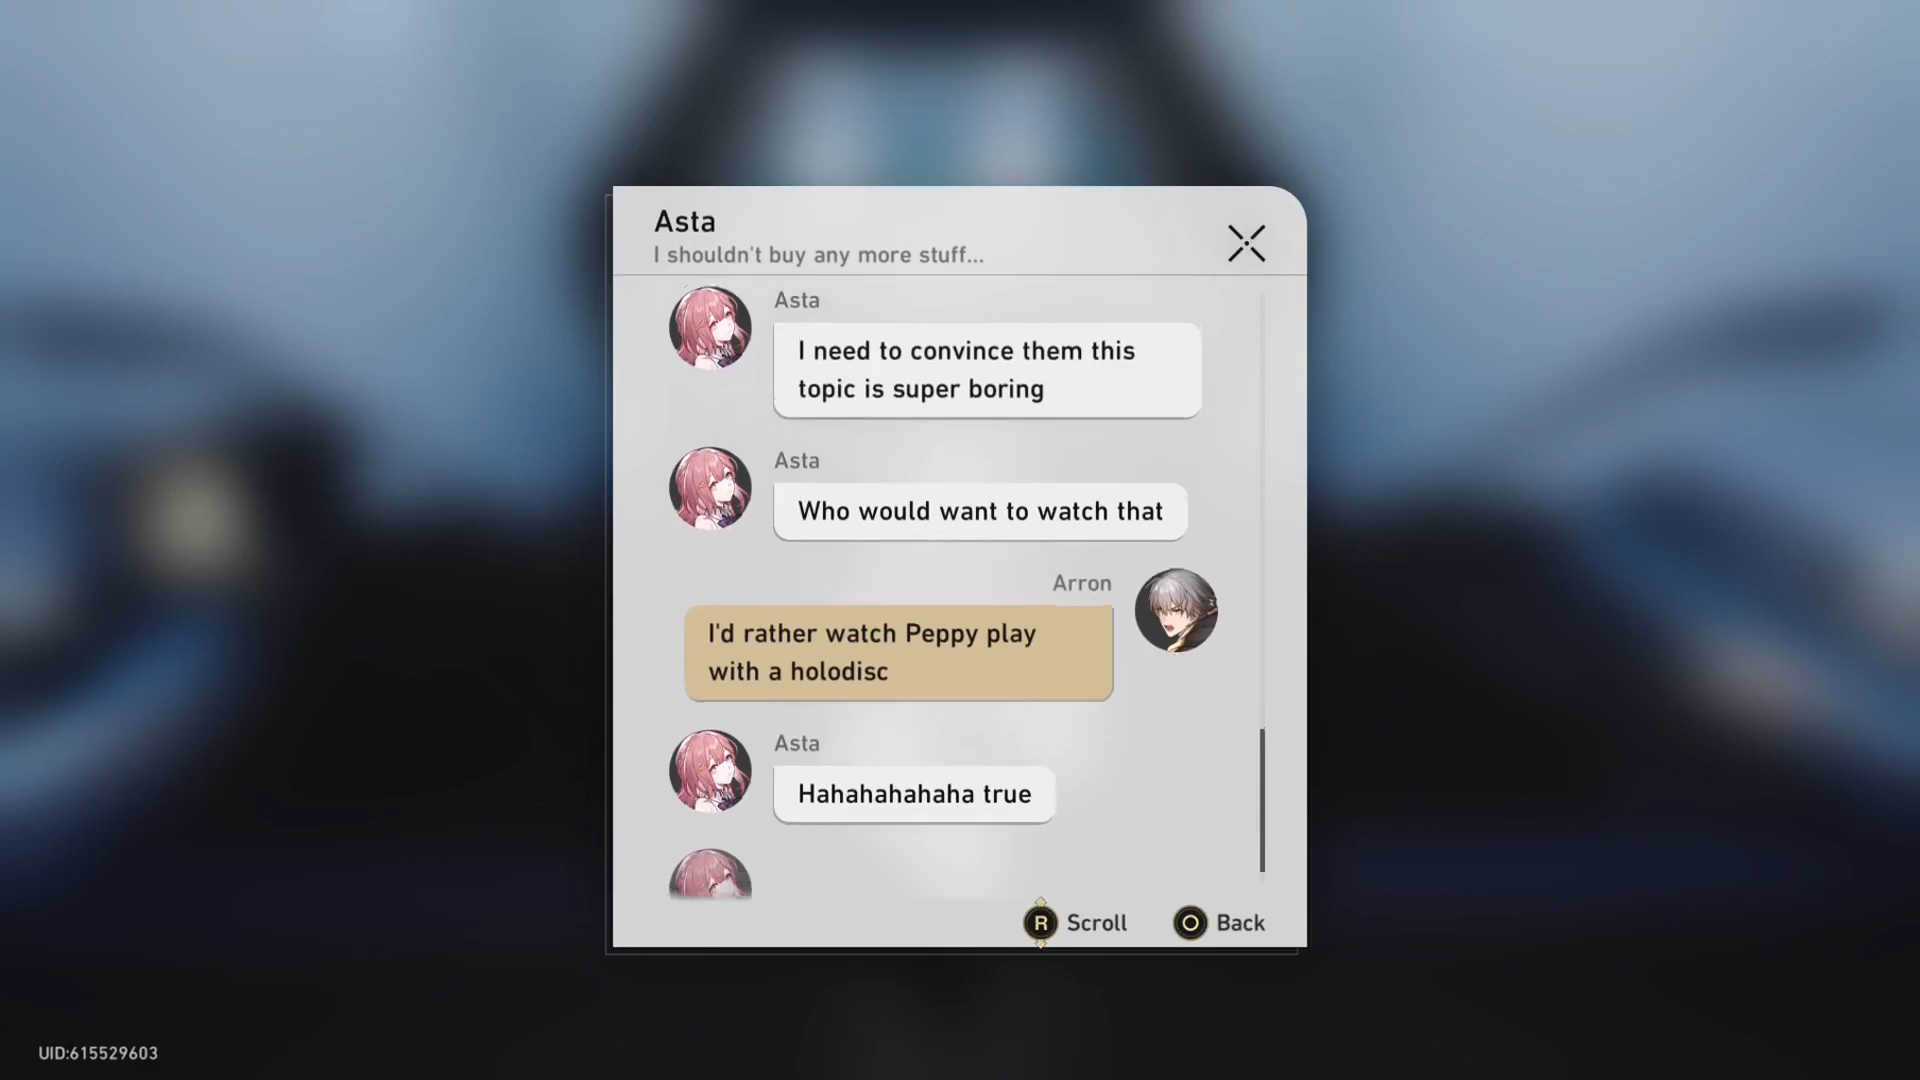 Asta
I shouldn't buy any more stuff...
Asta
I need to convince them this
topic is super boring
Asta
Who would want to watch that
Arron
I'd rather watch Peppy play
with a holodisc
Asta
Hahahahahaha true
R Scroll
Back
UID:615529603